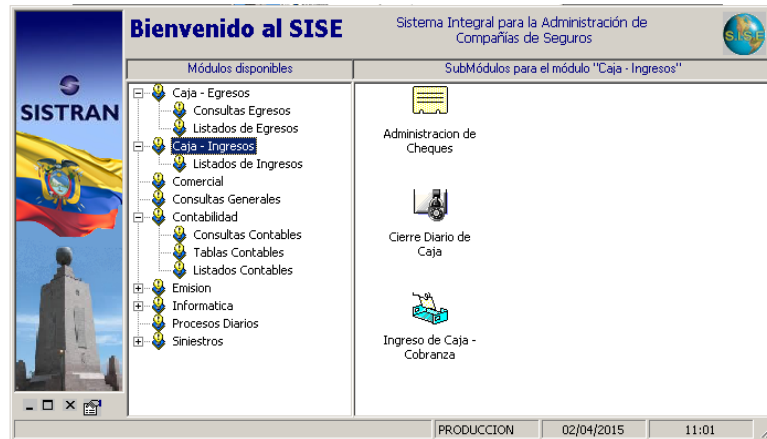 Bienvenido al SISE
Sistema Integral para la Administración de
Compañías de Seguros
S.I.S.E
Módulos disponibles
SubMódulos para el módulo "Caja - Ingresos"
SISTRAN
Caja - Egresos
Consultas Egresos
Listados de Egresos
Caja - Ingresos
Listados de Ingresos
Comercial
Consultas Generales
Contabilidad
Consultas Contables
Tablas Contables
Listados Contables
Emision
Informatica
Procesos Diarios
Siniestros
Administracion de
Cheques
Cierre Diario de
Caja
Ingreso de Caja -
Cobranza
PRODUCCION
02/04/2015
11:01